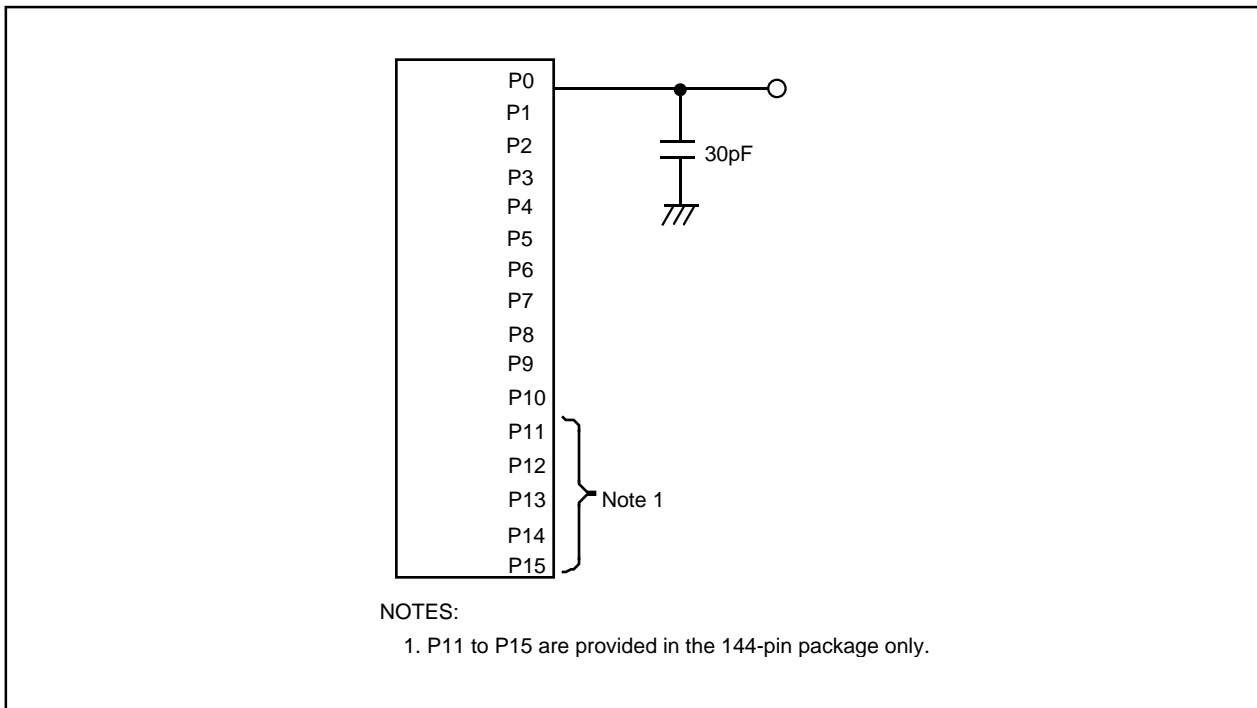 P0
P1
P2
P3
P4
P5
P6
P7
P8
P9
P10
P11
P12
P13
P14
P15
30pF
Note 1
NOTES:
1. P11 to P15 are provided in the 144-pin package only.